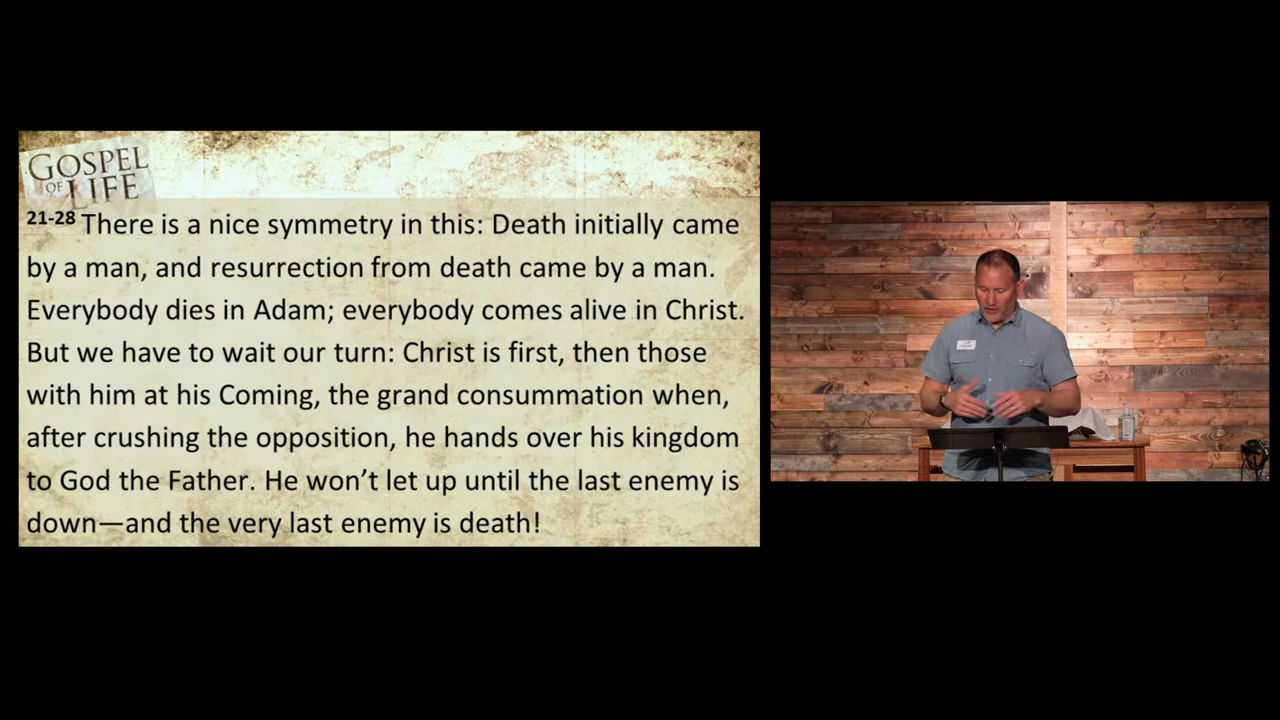 GOSPEL
OF LIFE
21-28 There is a nice symmetry in this: Death initially came
by a man, and resurrection from death came by a man.
Everybody dies in Adam; everybody comes alive in Christ.
But we have to wait our turn: Christ is first, then those
with him at his Coming, the grand consummation when,
after crushing the opposition, he hands over his kingdom
to God the Father. He won’t let up until the last enemy is
down—and the very last enemy is death!